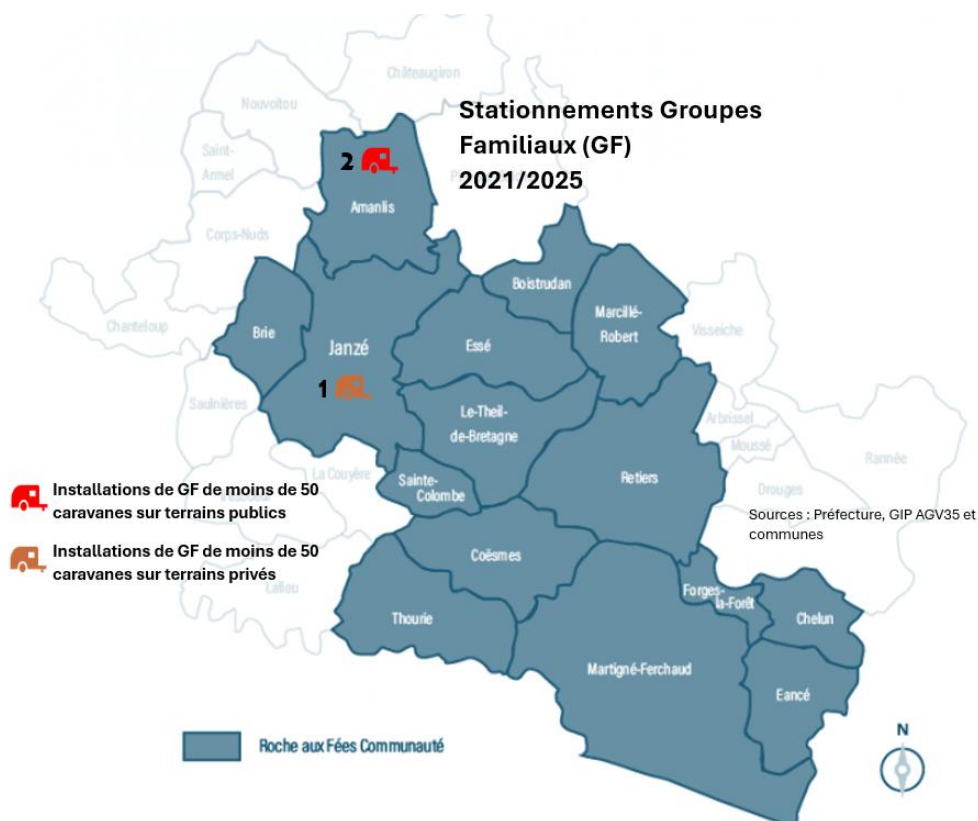 Châteaugiron
Nouvoitou
Stationnements Groupes
Familiaux (GF)
2021/2025
Saint-
Armel
2
Amanlis
Corps-Nuds
Boistrudan
Marcillé-
Robert
Chanteloup
Brie
Janzé
Essé
Visseiche
1
Saulnières
Le-Theil-
de-Bretagne
Arbrissel
Moussé
Rannée
La Couyère
Sainte-
Colombe
Retiers
Drouges
Installations de GF de moins de 50
caravanes sur terrains publics
Sources : Préfecture, GIP AGV35 et
communes
Installations de GF de moins de 50
caravanes sur terrains privés
Coësmes
Lalleu
Forges-
la-Forêt
Thourie
Chelun
Martigné-Ferchaud
Eancé
Roche aux Fées Communauté
N